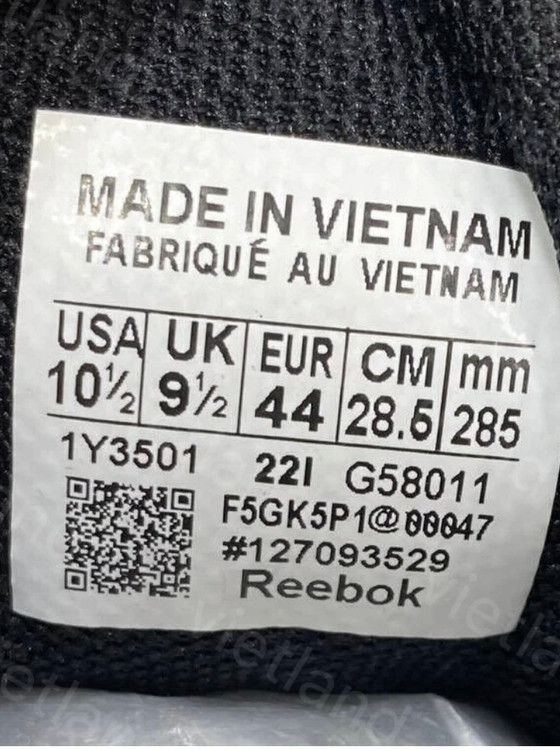 MADE IN VIETNAM
FABRIQUÉ AU VIETNAM
USA UK EUR CM mm
10½ 9½ 44 28.5 285
1Y3501 22I G58011
F5GK5P1@00047
#127093529
Reebok
vietland